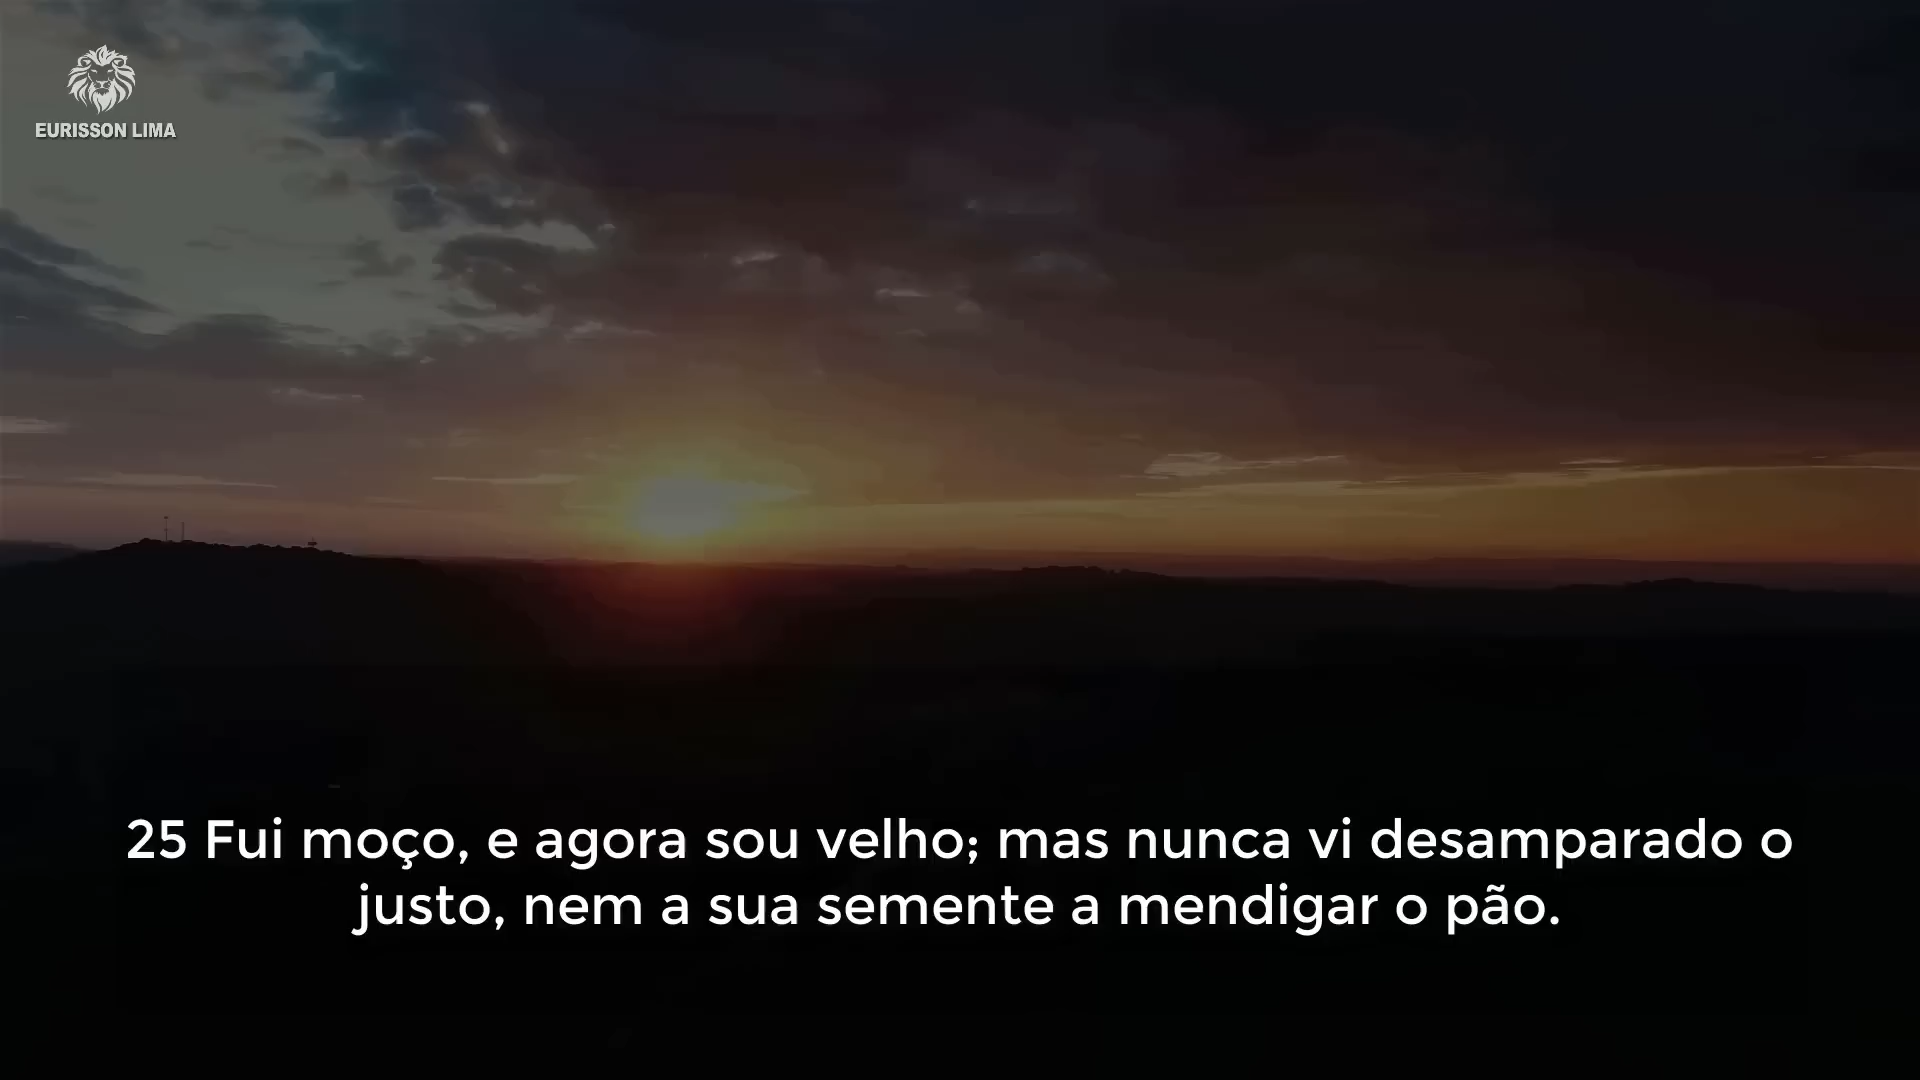 EURISSON LIMA
25 Fui moço, e agora sou velho; mas nunca vi desamparado o
justo, nem a sua semente a mendigar o pão.